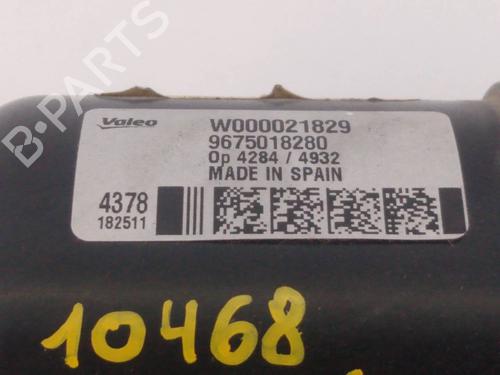 Valeo
W000021829
9675018280
Op 4284 / 4932
MADE IN SPAIN
4378
182511
10468
B-PARTS